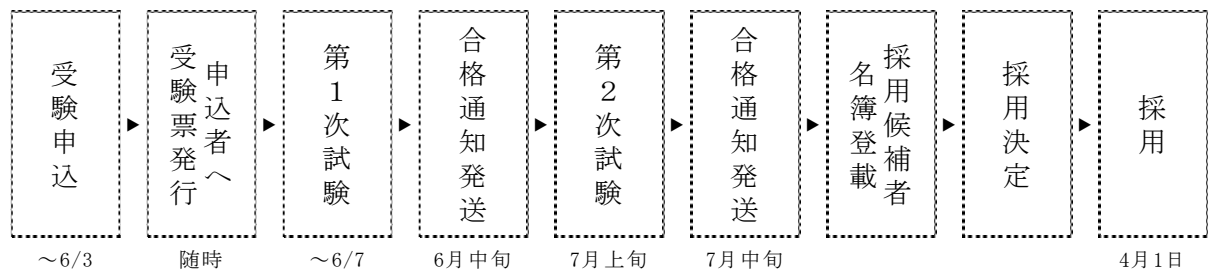 受験申込
申込者へ
受験票発行
第1次試験
合格通知発送
第2次試験
合格通知発送
採用候補者
名簿登載
採用決定
採用
～6/3
随時
～6/7
6月中旬
7月上旬
7月中旬
4月1日